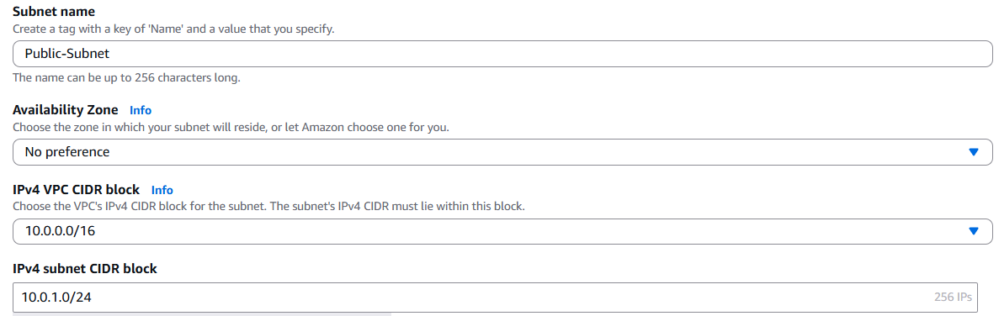 Subnet name
Create a tag with a key of 'Name' and a value that you specify.
Public-Subnet
The name can be up to 256 characters long.
Availability Zone Info
Choose the zone in which your subnet will reside, or let Amazon choose one for you.
No preference
IPv4 VPC CIDR block Info
Choose the VPC's IPv4 CIDR block for the subnet. The subnet's IPv4 CIDR must lie within this block.
10.0.0.0/16
IPv4 subnet CIDR block
10.0.1.0/24 256 IPs